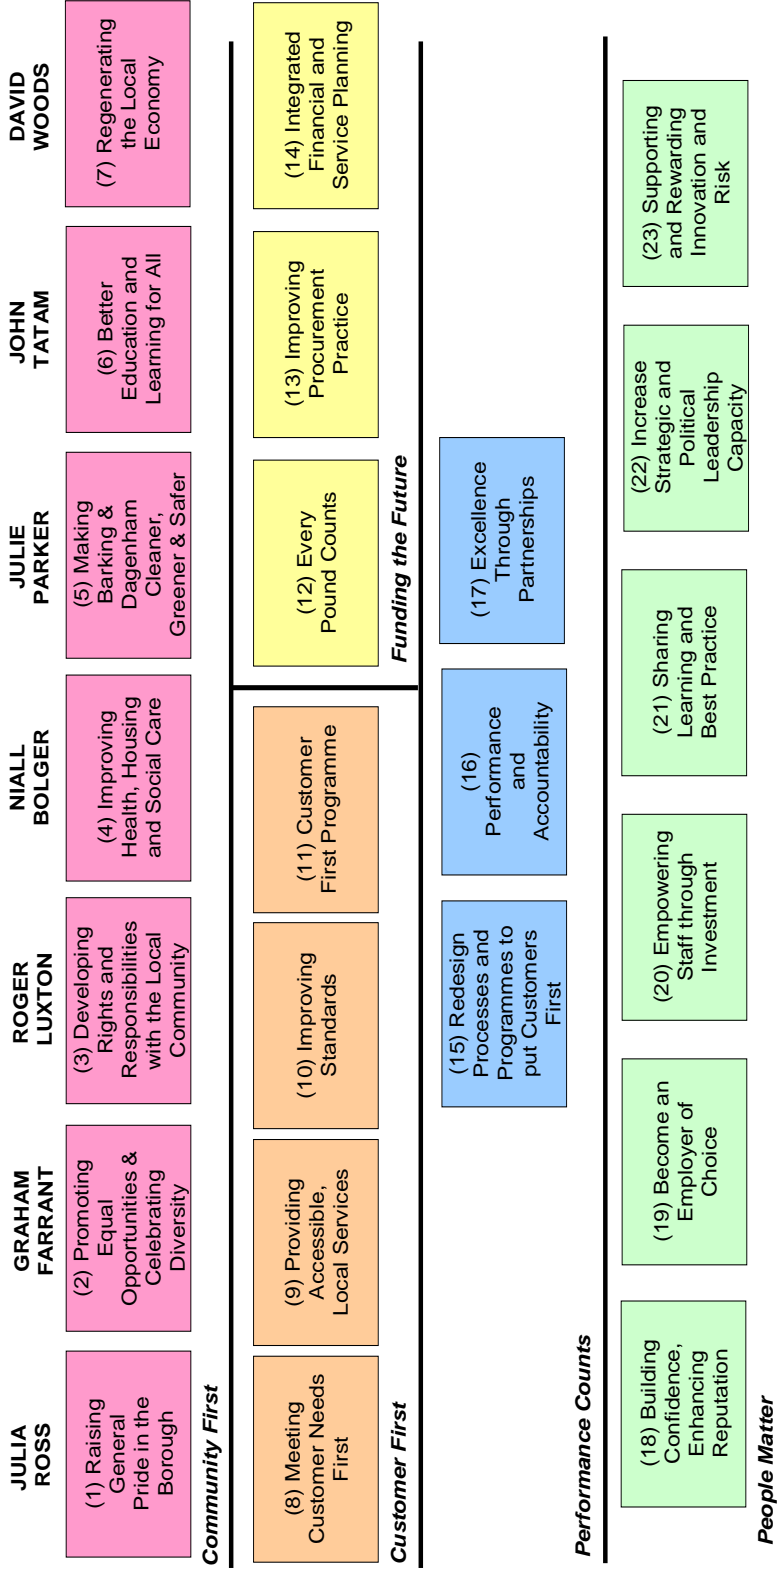 JULIA
ROSS
GRAHAM
FARRANT
ROGER
LUXTON
NIALL
BOLGER
JULIE
PARKER
JOHN
TATAM
DAVID
WOODS
(1) Raising
General
Pride in the
Borough
(2) Promoting
Equal
Opportunities &
Celebrating
Diversity
(3) Developing
Rights and
Responsibilities
with the Local
Community
(4) Improving
Health, Housing
and Social Care
(5) Making
Barking &
Dagenham
Cleaner,
Greener & Safer
(6) Better
Education and
Learning for All
(7) Regenerating
the Local
Economy
Community First
(8) Meeting
Customer Needs
First
(9) Providing
Accessible,
Local Services
(10) Improving
Standards
(11) Customer
First Programme
(12) Every
Pound Counts
(13) Improving
Procurement
Practice
(14) Integrated
Financial and
Service Planning
Customer First
Funding the Future
(15) Redesign
Processes and
Programmes to
put Customers
First
(16)
Performance
and
Accountability
(17) Excellence
Through
Partnerships
Performance Counts
(18) Building
Confidence,
Enhancing
Reputation
(19) Become an
Employer of
Choice
(20) Empowering
Staff through
Investment
(21) Sharing
Learning and
Best Practice
(22) Increase
Strategic and
Political
Leadership
Capacity
(23) Supporting
and Rewarding
Innovation and
Risk
People Matter